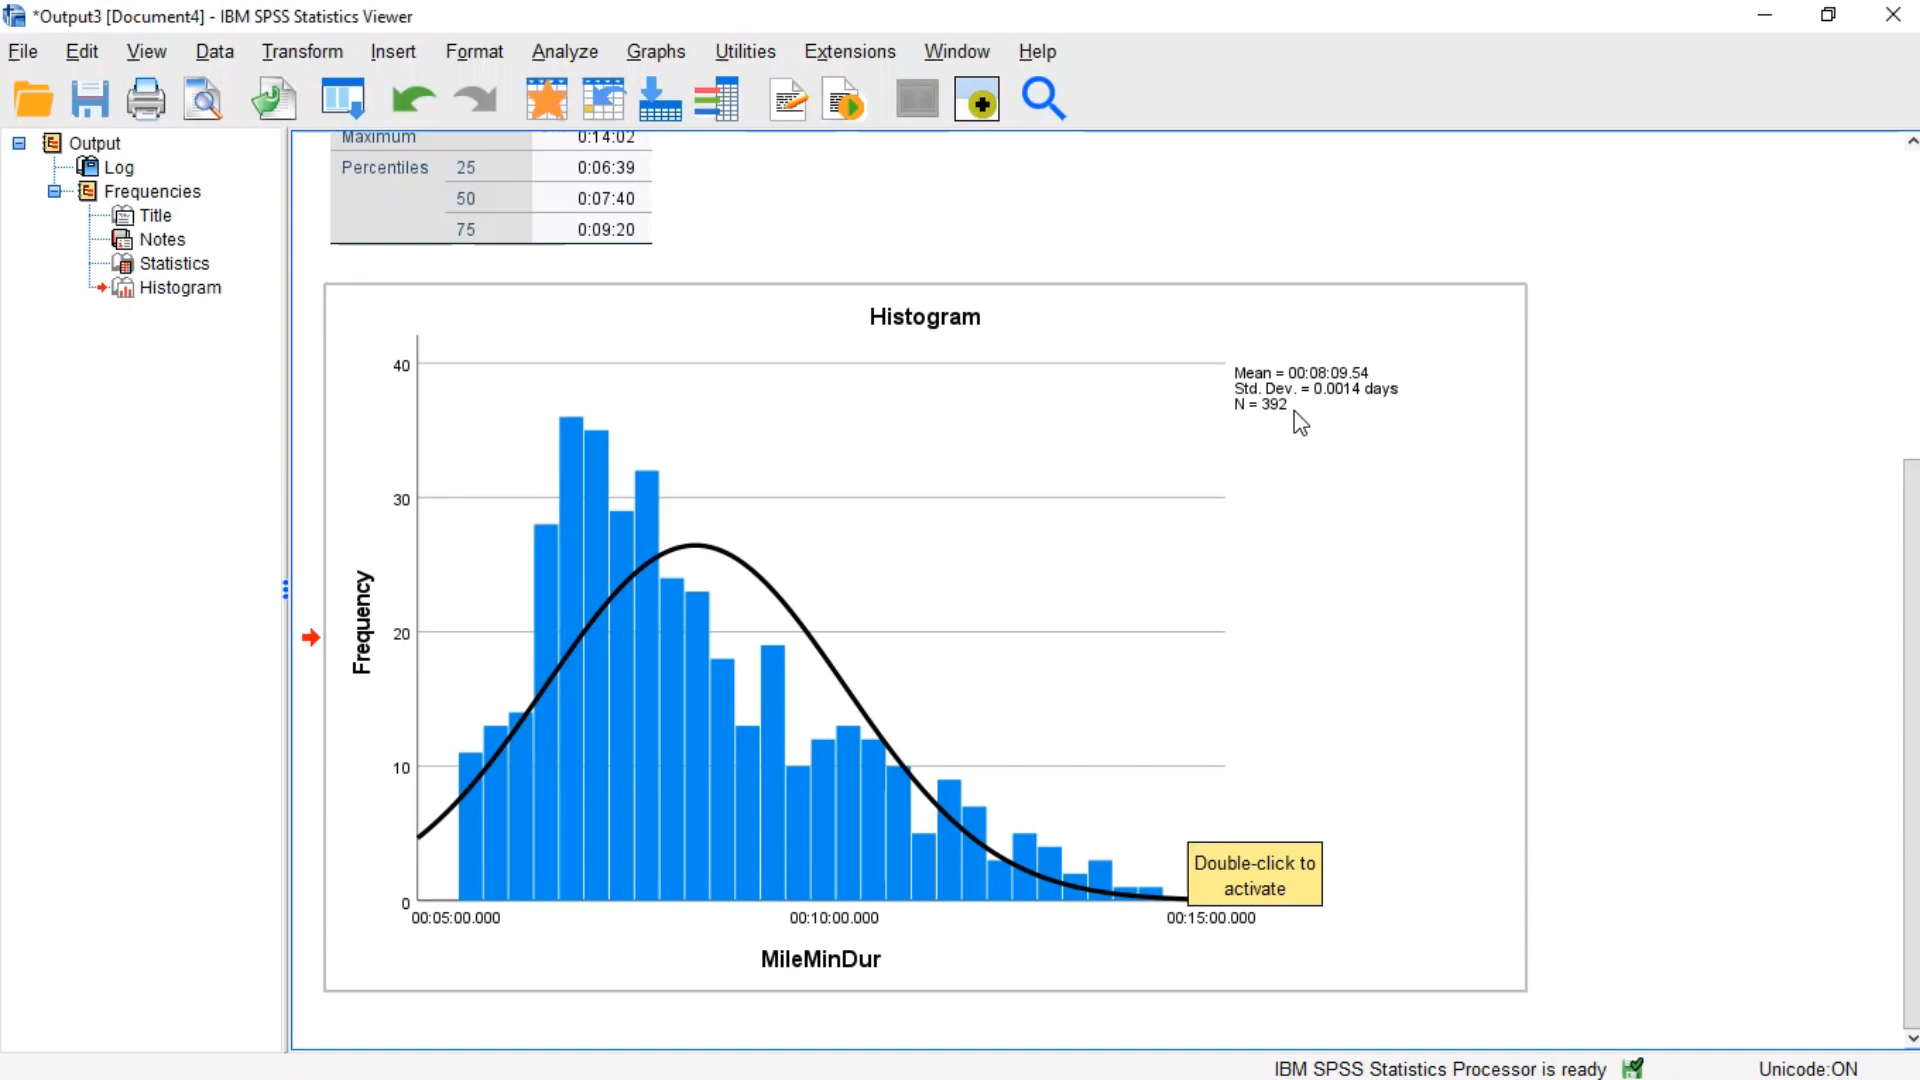 *Output3 [Document4] - IBM SPSS Statistics Viewer
File Edit View Data Transform Insert Format Analyze Graphs Utilities Extensions Window Help
Output
Log
Frequencies
Title
Notes
Statistics
Histogram
Maximum 0:14:02
Percentiles 25 0:06:39
50 0:07:40
75 0:09:20
Histogram
Mean = 00:08:09.54
Std. Dev. = 0.0014 days
N = 392
40
30
20
10
0
Frequency
00:05:00.000 00:10:00.000 00:15:00.000
MileMinDur
Double-click to
activate
IBM SPSS Statistics Processor is ready Unicode:ON